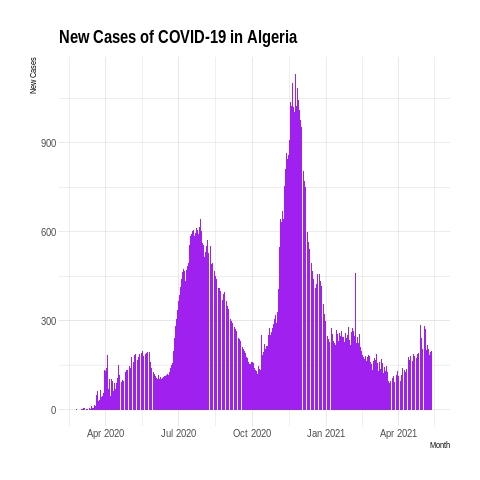 New Cases of COVID-19 in Algeria
New Cases
900
600
300
0
Apr 2020 Jul 2020 Oct 2020 Jan 2021 Apr 2021
Month